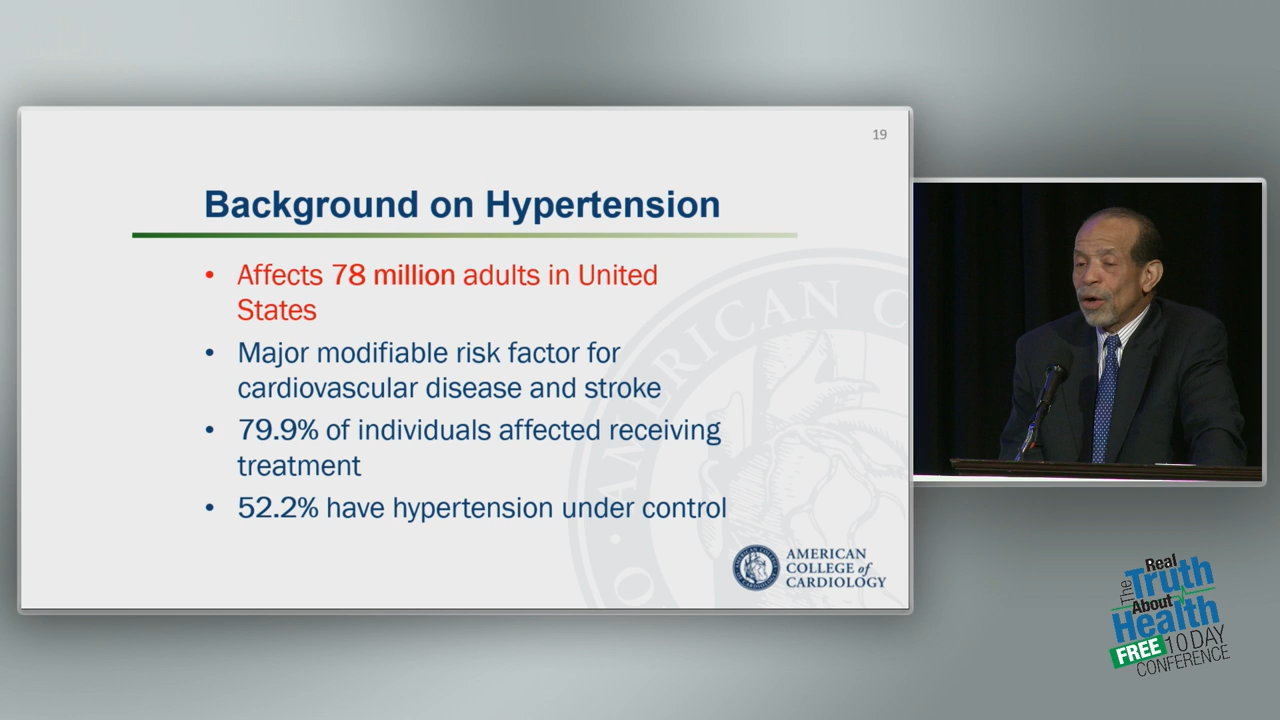 19
Background on Hypertension
• Affects 78 million adults in United
States
• Major modifiable risk factor for
cardiovascular disease and stroke
• 79.9% of individuals affected receiving
treatment
• 52.2% have hypertension under control
AMERICAN
COLLEGE of
CARDIOLOGY
AMERICAN C
The Real
Truth
About
Health
FREE 10 DAY
CONFERENCE